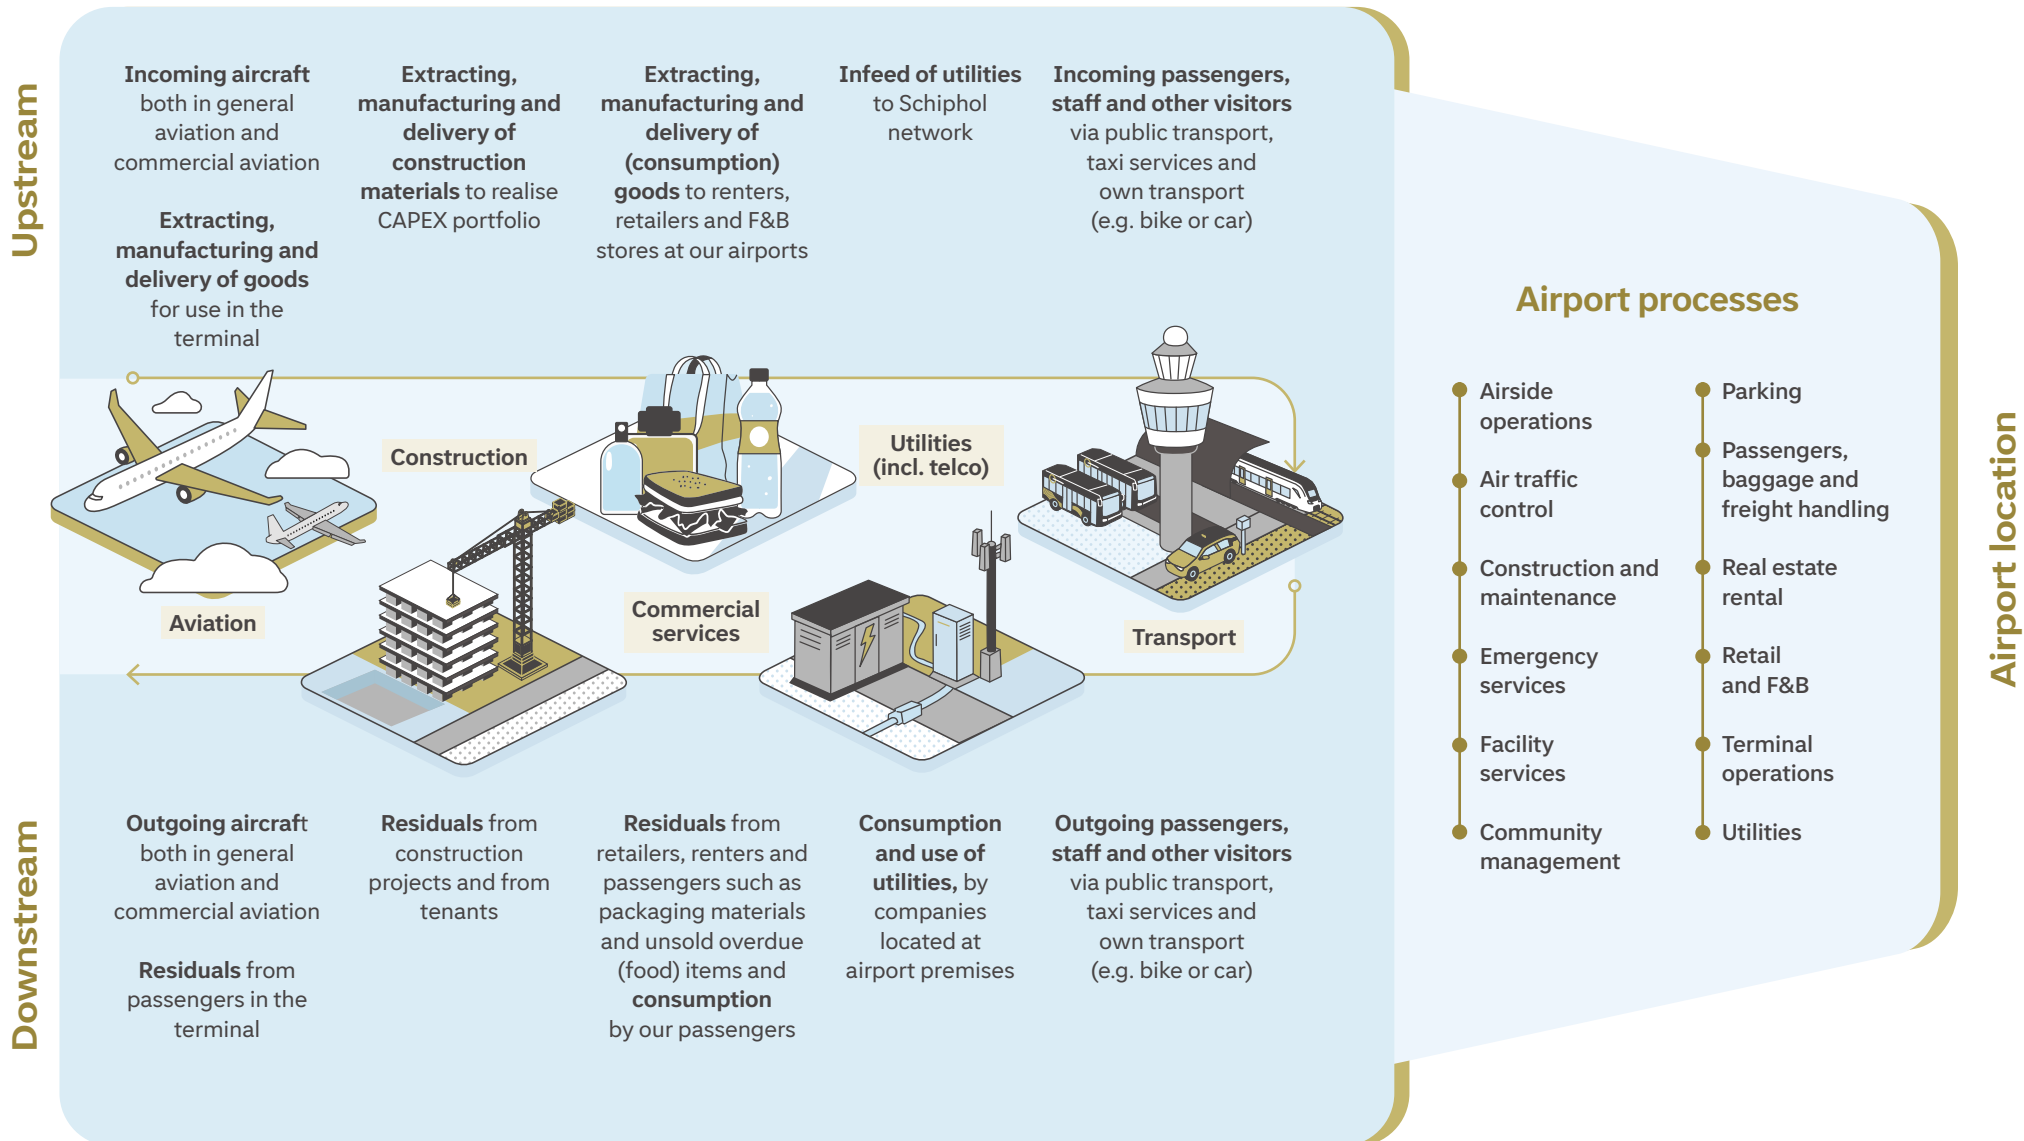 Upstream
Incoming aircraft
both in general
aviation and
commercial aviation
Extracting,
manufacturing and
delivery of goods
for use in the
terminal
Extracting,
manufacturing and
delivery of
construction
materials to realise
CAPEX portfolio
Extracting,
manufacturing and
delivery of
(consumption)
goods to renters,
retailers and F&B
stores at our airports
Infeed of utilities
to Schiphol
network
Incoming passengers,
staff and other visitors
via public transport,
taxi services and
own transport
(e.g. bike or car)
Aviation
Construction
Commercial
services
Utilities
(incl. telco)
Transport
Downstream
Outgoing aircraft
both in general
aviation and
commercial aviation
Residuals from
passengers in the
terminal
Residuals from
construction
projects and from
tenants
Residuals from
retailers, renters and
passengers such as
packaging materials
and unsold overdue
(food) items and
consumption
by our passengers
Consumption
and use of
utilities, by
companies
located at
airport premises
Outgoing passengers,
staff and other visitors
via public transport,
taxi services and
own transport
(e.g. bike or car)
Airport processes
Airside
operations
Air traffic
control
Construction and
maintenance
Emergency
services
Facility
services
Community
management
Parking
Passengers,
baggage and
freight handling
Real estate
rental
Retail
and F&B
Terminal
operations
Utilities
Airport location